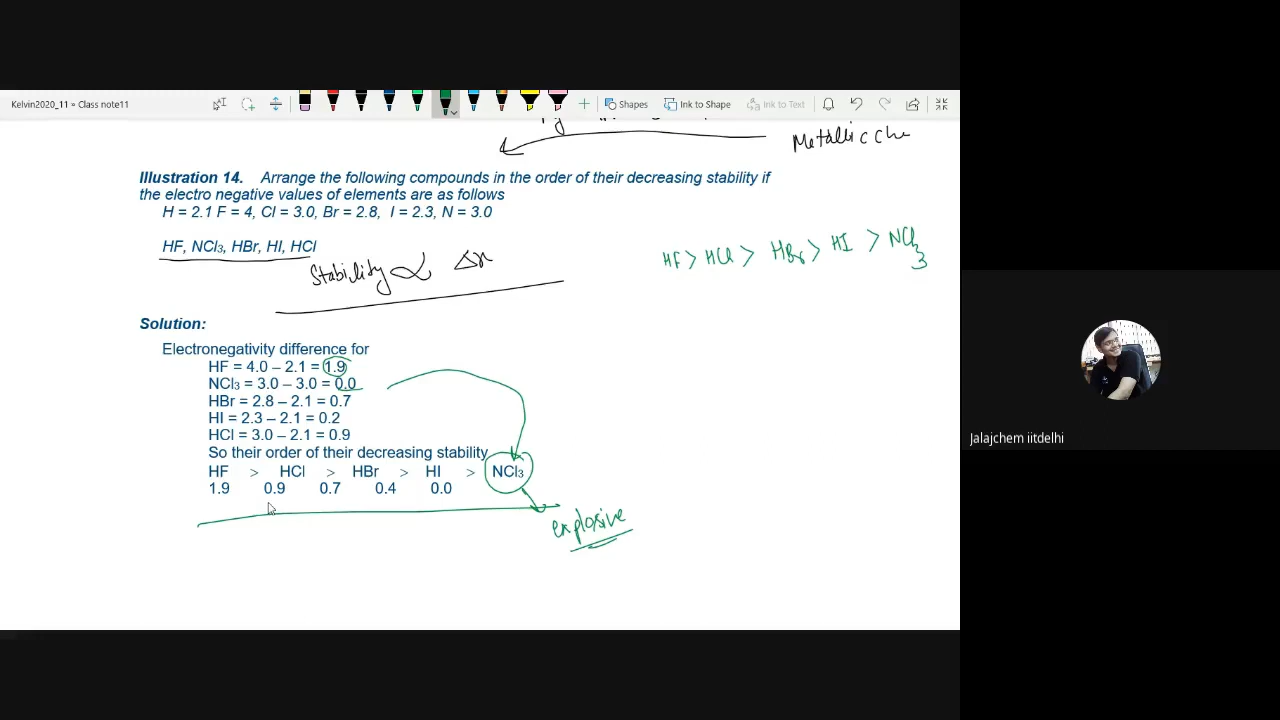 Kelvin2020_11 » Class note11
Shapes
Ink to Shape
Ink to Text
Metallic cha
Illustration 14. Arrange the following compounds in the order of their decreasing stability if
the electro negative values of elements are as follows
H = 2.1 F = 4, Cl = 3.0, Br = 2.8, I = 2.3, N = 3.0
HF, NCl₃, HBr, HI, HCl
HF > HCl > HBr > HI > NCl₃
Stability ∝ Δx
Solution:
Electronegativity difference for
HF = 4.0 – 2.1 = 1.9
NCl₃ = 3.0 – 3.0 = 0.0
HBr = 2.8 – 2.1 = 0.7
HI = 2.3 – 2.1 = 0.2
HCl = 3.0 – 2.1 = 0.9
So their order of their decreasing stability
HF > HCl > HBr > HI > NCl₃
1.9 0.9 0.7 0.4 0.0
explosive
Jalajchem iitdelhi